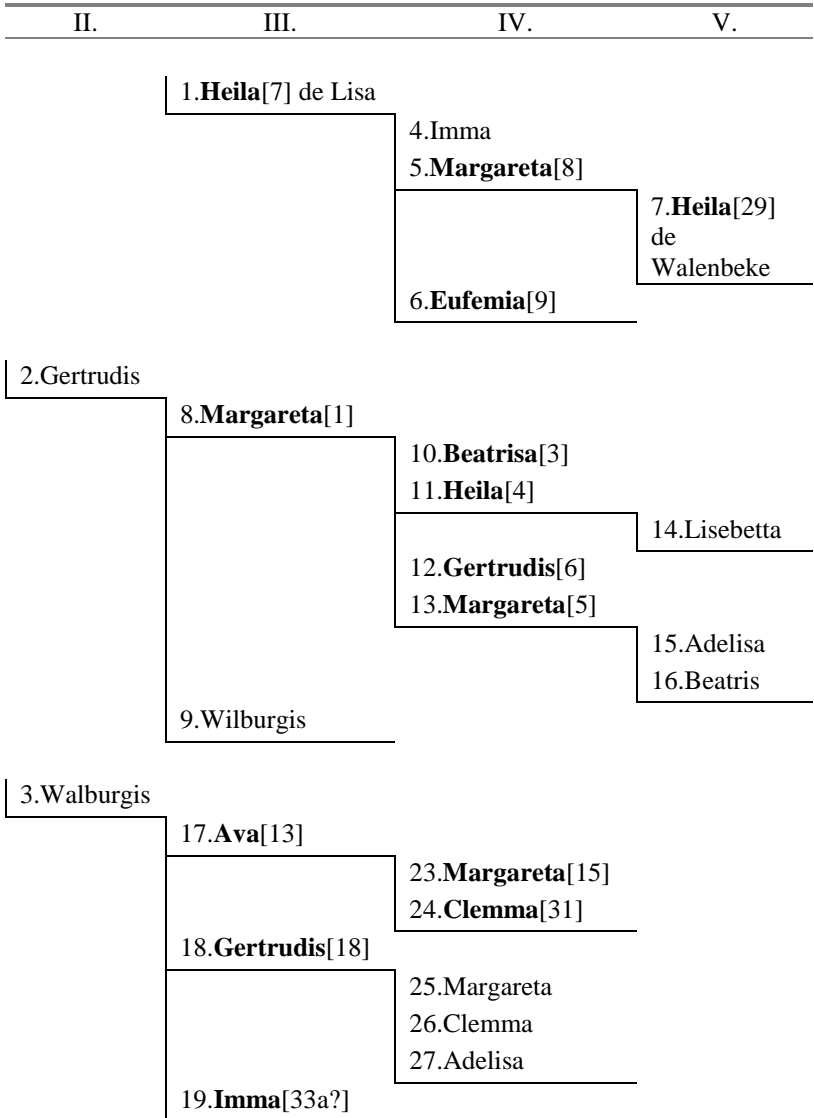 II. III. IV. V.
1.Heila[7] de Lisa
4.Imma
5.Margareta[8]
7.Heila[29]
de
Walenbeke
6.Eufemia[9]
2.Gertrudis
8.Margareta[1]
10.Beatrisa[3]
11.Heila[4]
14.Lisebetta
12.Gertrudis[6]
13.Margareta[5]
15.Adelisa
16.Beatris
9.Wilburgis
3.Walburgis
17.Ava[13]
23.Margareta[15]
24.Clemma[31]
18.Gertrudis[18]
25.Margareta
26.Clemma
27.Adelisa
19.Imma[33a?]